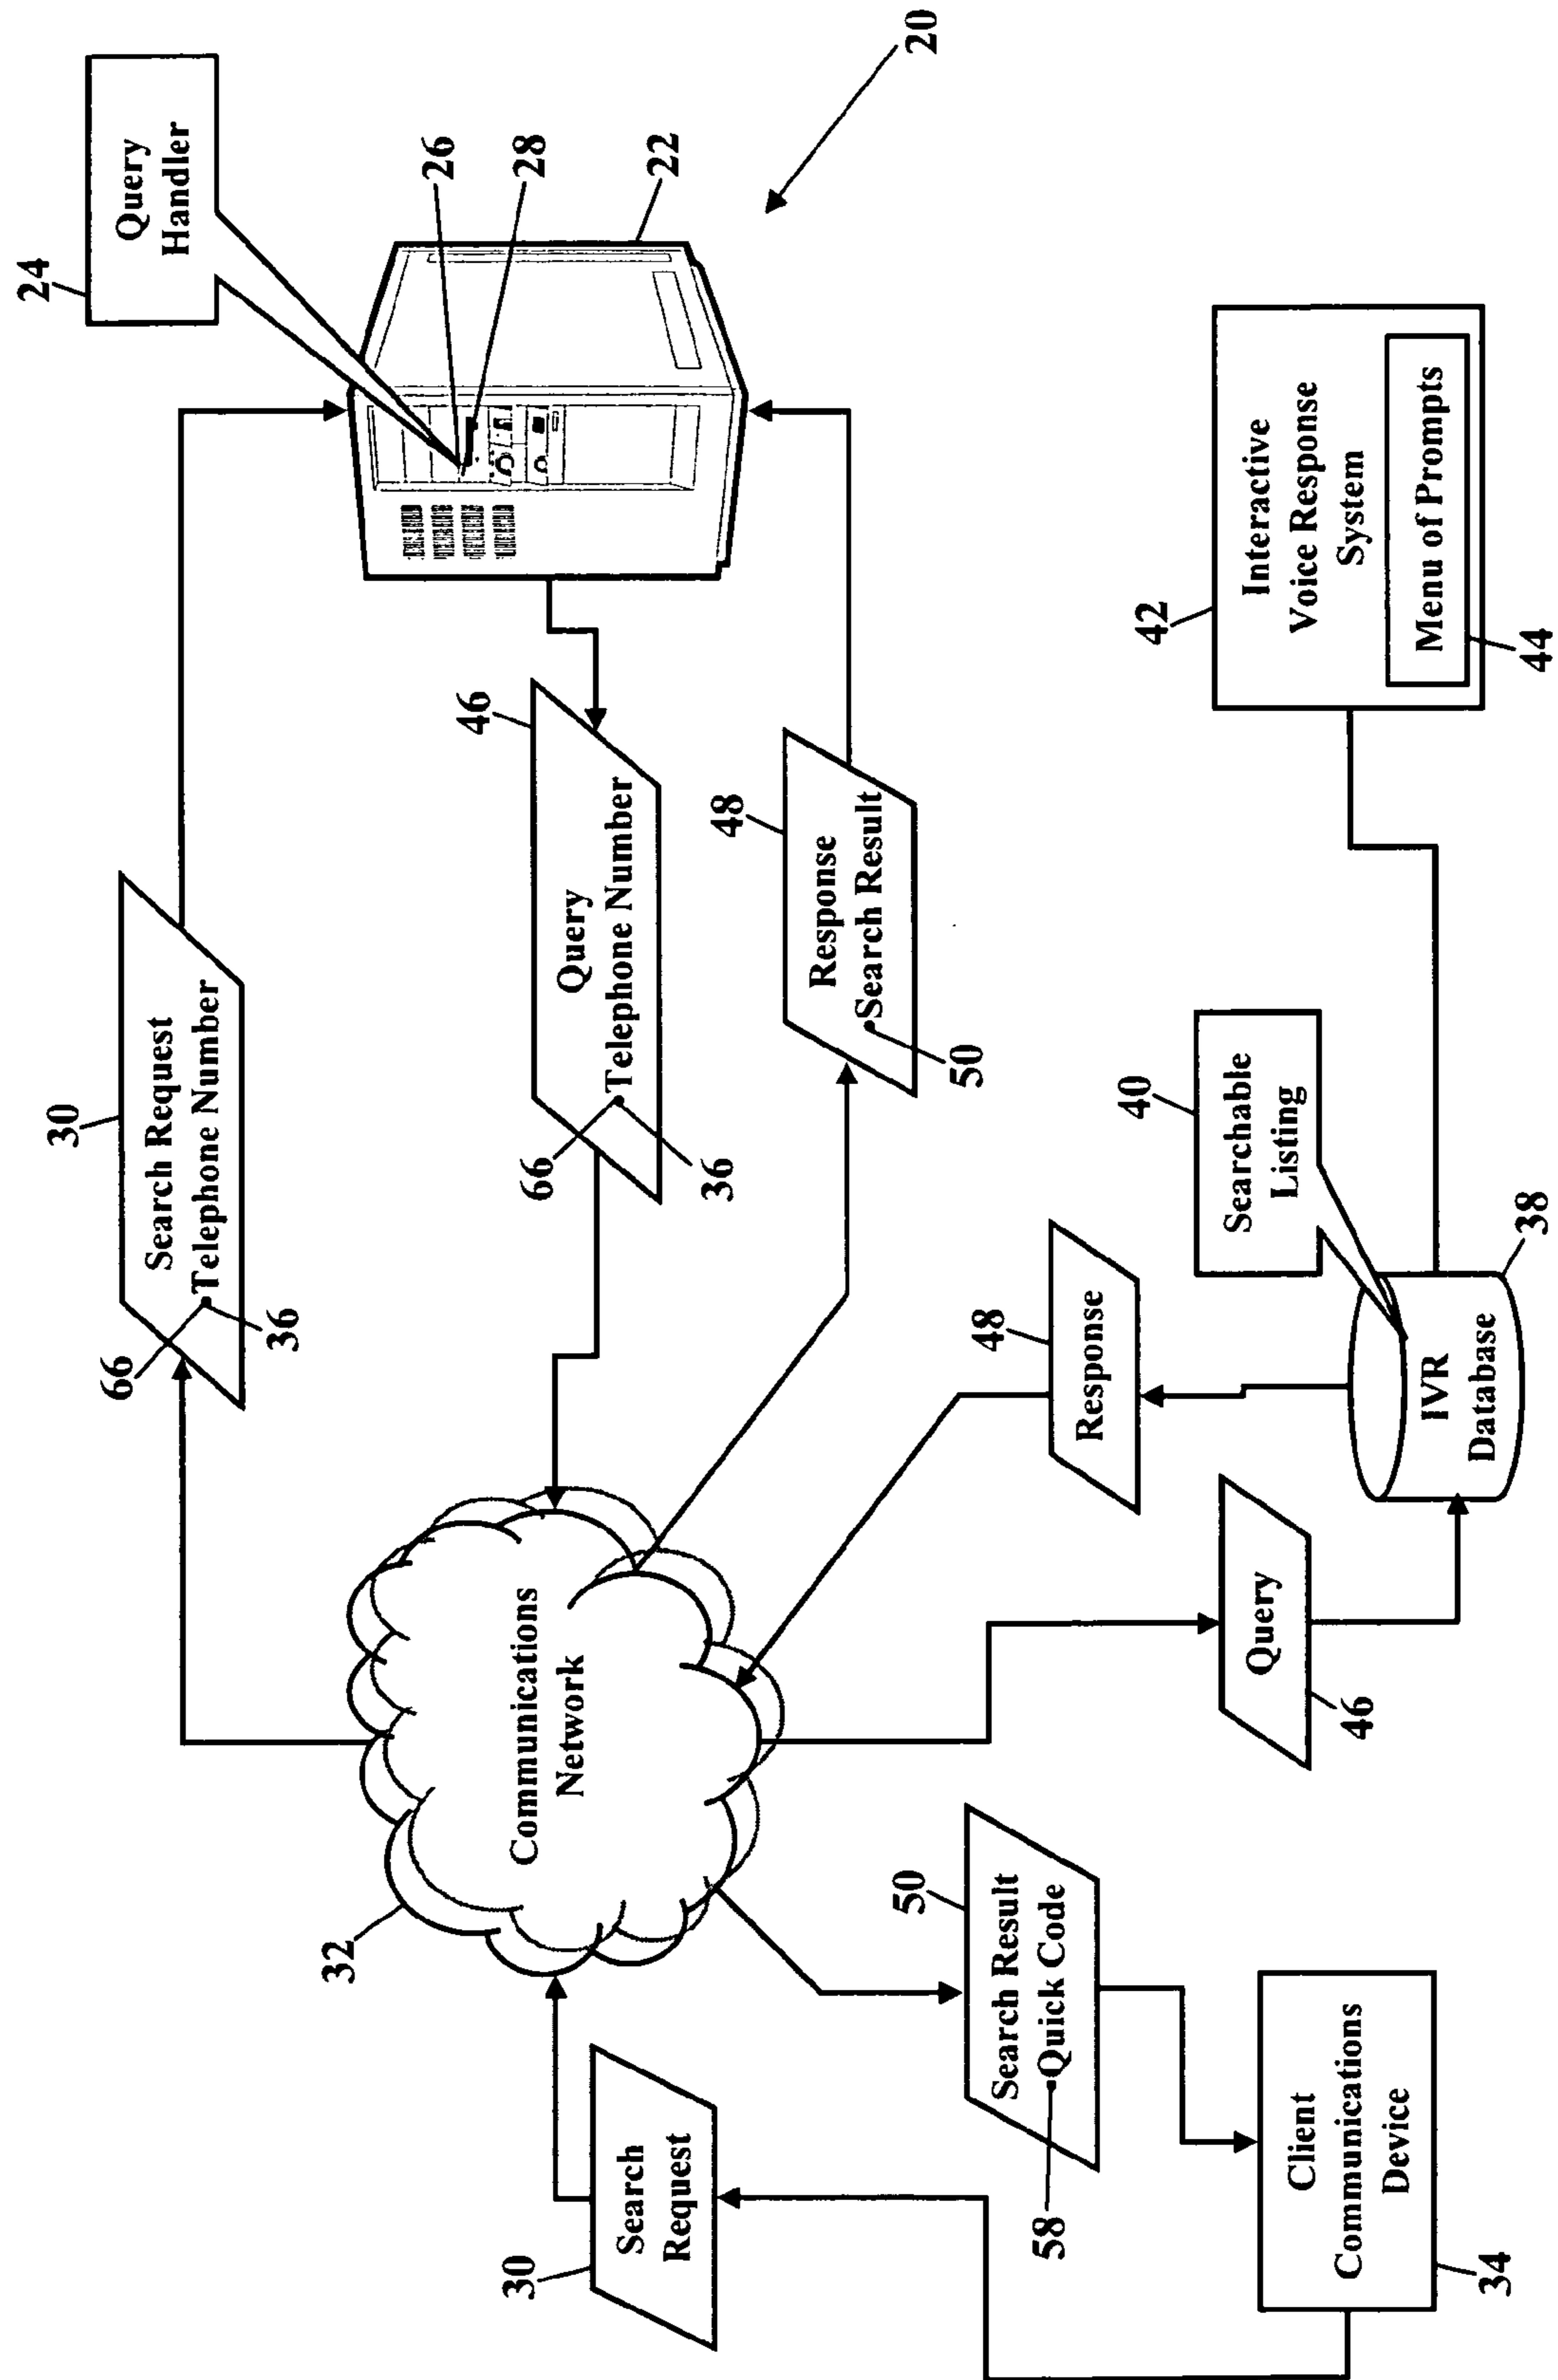 24
Query
Handler
26
28
22
20
30
Search Request
Telephone Number
66
36
46
Query
Telephone Number
66
36
48
Response
Search Result
50
32
Communications
Network
30
Search
Request
50
Search Result
Quick Code
58
34
Client
Communications
Device
46
Query
48
Response
40
Searchable
Listing
38
IVR
Database
42
Interactive
Voice Response
System
Menu of Prompts
44